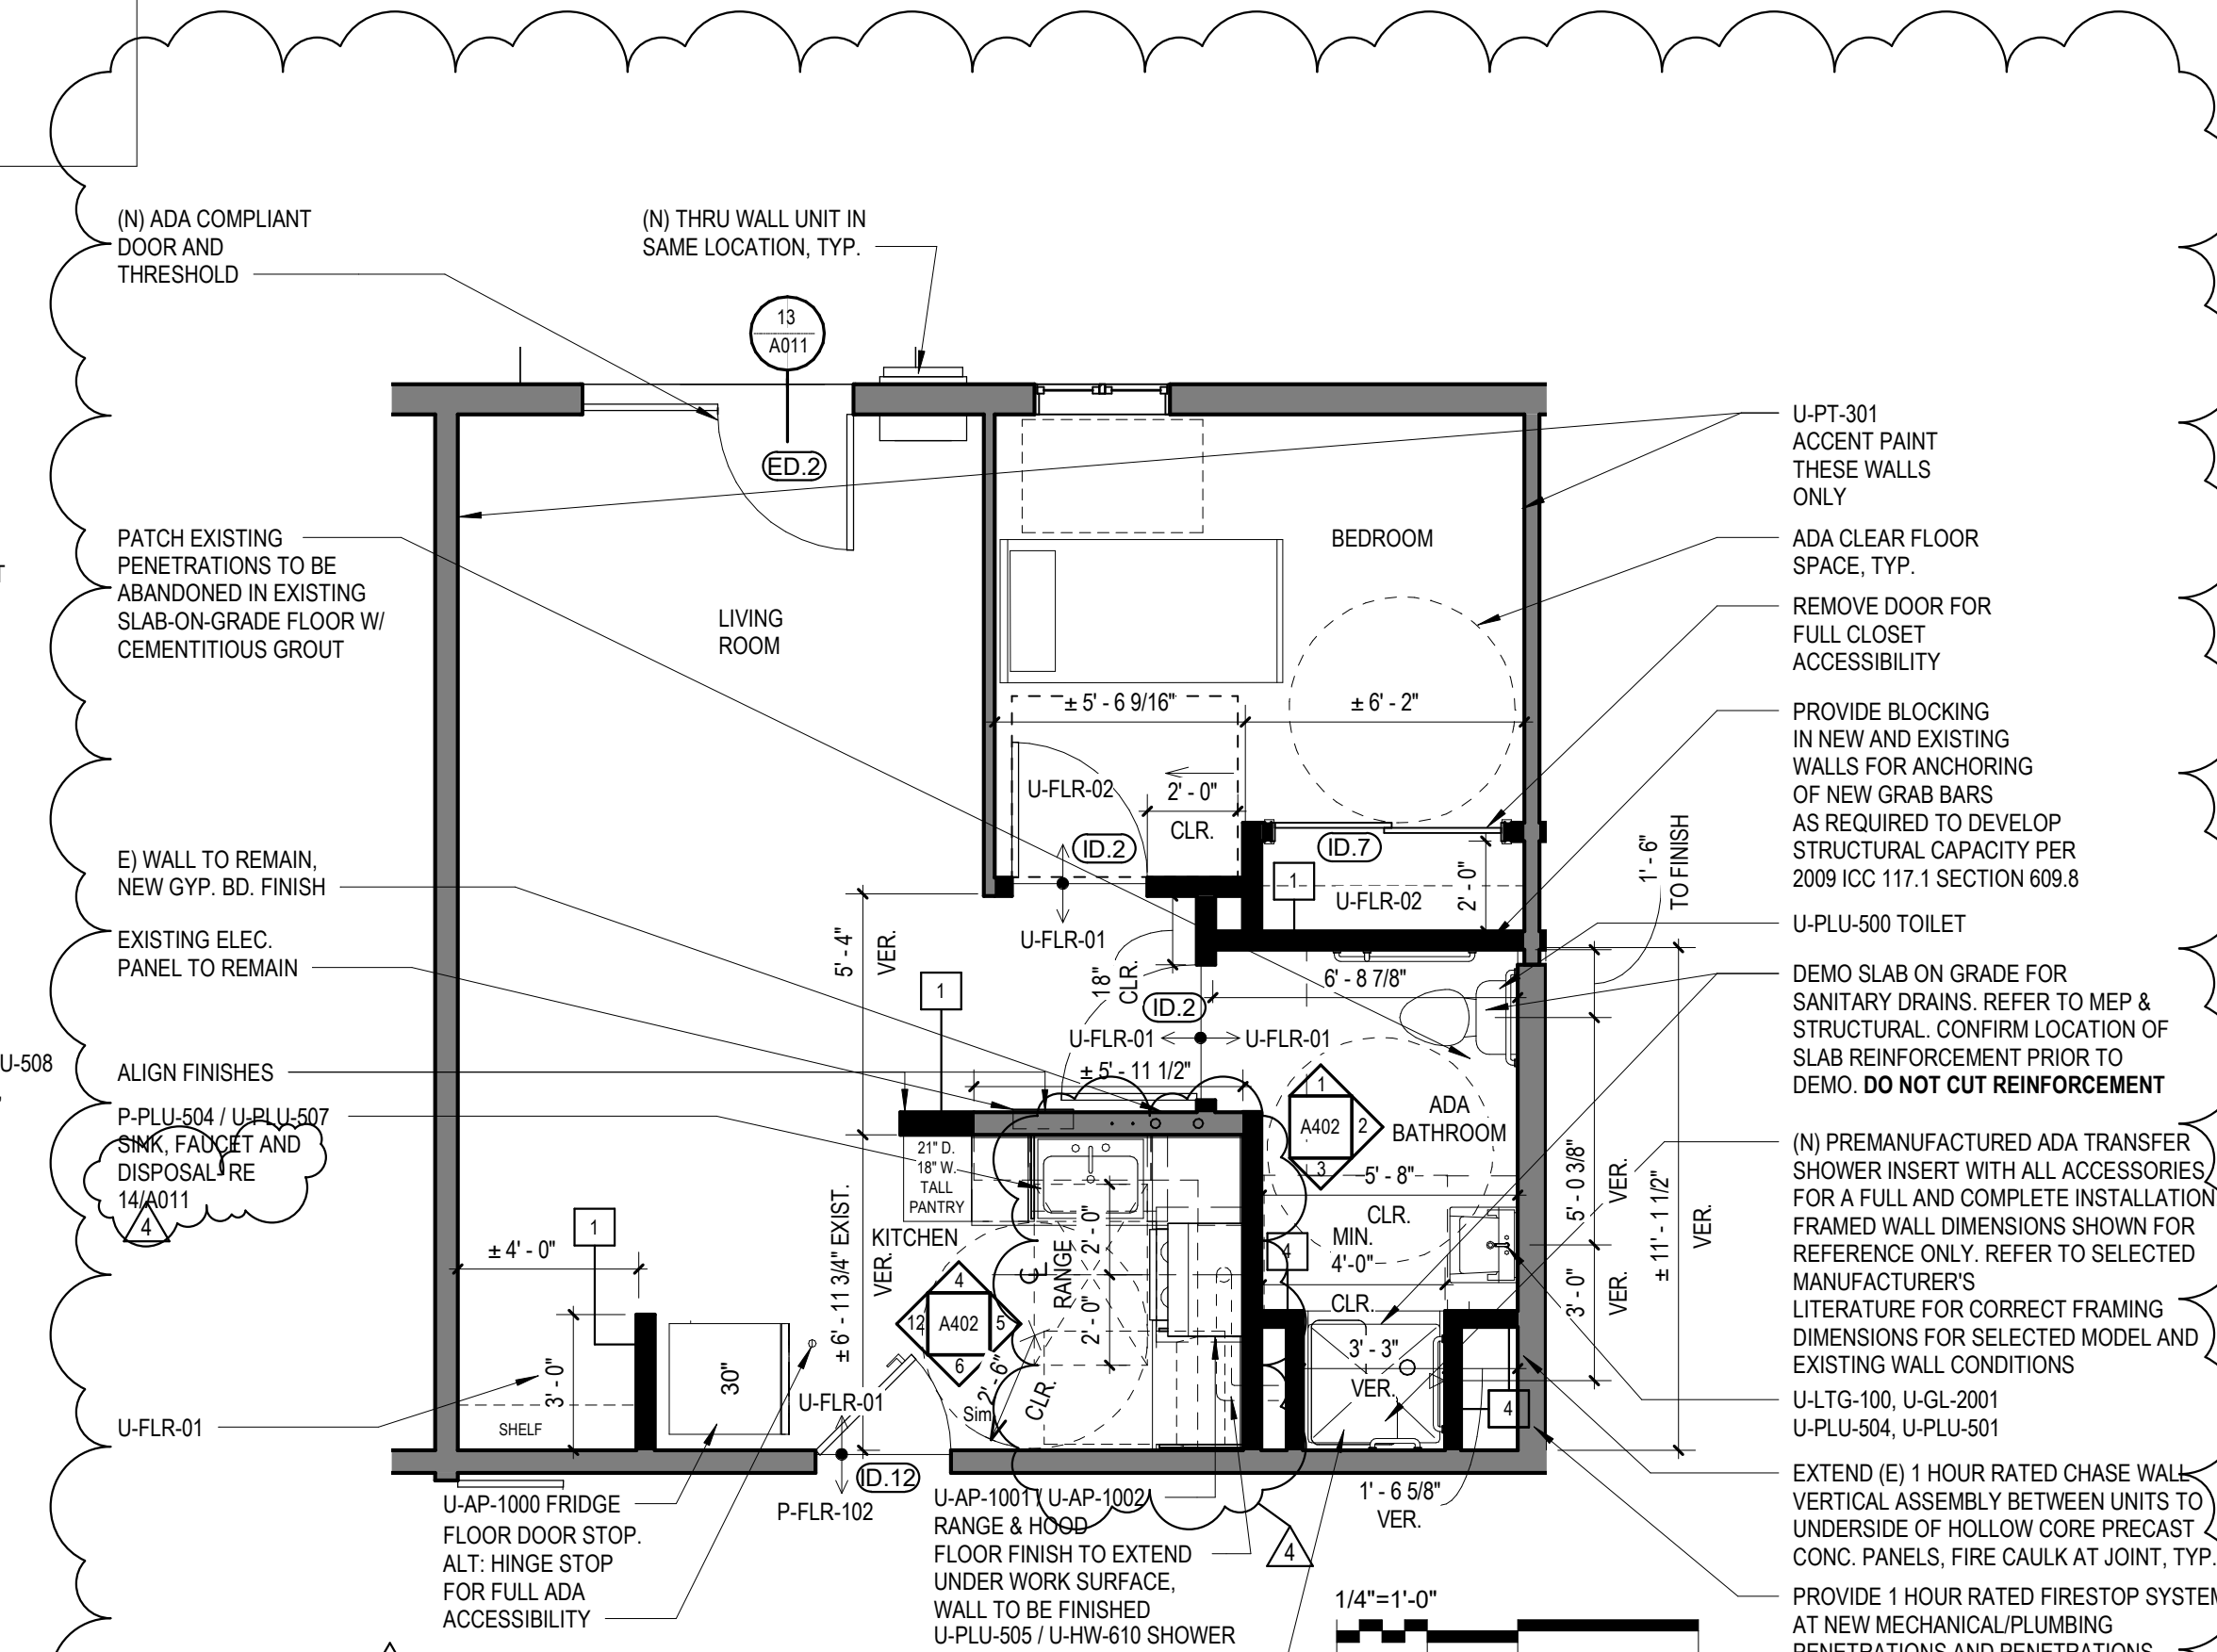 (N) ADA COMPLIANT
DOOR AND
THRESHOLD
(N) THRU WALL UNIT IN
SAME LOCATION, TYP.
13
A011
ED.2
PATCH EXISTING
PENETRATIONS TO BE
ABANDONED IN EXISTING
SLAB-ON-GRADE FLOOR W/
CEMENTITIOUS GROUT
LIVING
ROOM
BEDROOM
± 5' - 6 9/16"
± 6' - 2"
U-FLR-02
2' - 0"
CLR.
ID.2
ID.7
1
U-FLR-02
2' - 0"
1' - 6"
TO FINISH
E) WALL TO REMAIN,
NEW GYP. BD. FINISH
EXISTING ELEC.
PANEL TO REMAIN
ALIGN FINISHES
U-508
P-PLU-504 / U-PLU-507
SINK, FAUCET AND
DISPOSAL- RE
14/A011
4
5' - 4"
VER.
U-FLR-01
1
18"
CLR.
ID.2
6' - 8 7/8"
U-FLR-01
U-FLR-01
± 5' - 11 1/2"
21" D.
18" W.
TALL
PANTRY
KITCHEN
± 6' - 11 3/4" EXIST.
VER.
2' - 0"
RANGE
2' - 0"
4
12
A402
5
6
Sim
2' - 6"
CLR.
1
A402
2
3
ADA
BATHROOM
5' - 8"
CLR.
MIN.
4'-0"
CLR.
4
3' - 3"
VER.
4
5' - 0 3/8"
VER.
3' - 0"
VER.
± 11' - 1 1/2"
VER.
1' - 6 5/8"
VER.
± 4' - 0"
1
3' - 0"
SHELF
30"
U-FLR-01
U-FLR-01
ID.12
P-FLR-102
U-AP-1000 FRIDGE
FLOOR DOOR STOP.
ALT: HINGE STOP
FOR FULL ADA
ACCESSIBILITY
U-AP-1001 / U-AP-1002
RANGE & HOOD
FLOOR FINISH TO EXTEND
UNDER WORK SURFACE,
WALL TO BE FINISHED
U-PLU-505 / U-HW-610 SHOWER
4
1/4"=1'-0"
U-PT-301
ACCENT PAINT
THESE WALLS
ONLY
ADA CLEAR FLOOR
SPACE, TYP.
REMOVE DOOR FOR
FULL CLOSET
ACCESSIBILITY
PROVIDE BLOCKING
IN NEW AND EXISTING
WALLS FOR ANCHORING
OF NEW GRAB BARS
AS REQUIRED TO DEVELOP
STRUCTURAL CAPACITY PER
2009 ICC 117.1 SECTION 609.8
U-PLU-500 TOILET
DEMO SLAB ON GRADE FOR
SANITARY DRAINS. REFER TO MEP &
STRUCTURAL. CONFIRM LOCATION OF
SLAB REINFORCEMENT PRIOR TO
DEMO. DO NOT CUT REINFORCEMENT
(N) PREMANUFACTURED ADA TRANSFER
SHOWER INSERT WITH ALL ACCESSORIES
FOR A FULL AND COMPLETE INSTALLATION
FRAMED WALL DIMENSIONS SHOWN FOR
REFERENCE ONLY. REFER TO SELECTED
MANUFACTURER'S
LITERATURE FOR CORRECT FRAMING
DIMENSIONS FOR SELECTED MODEL AND
EXISTING WALL CONDITIONS
U-LTG-100, U-GL-2001
U-PLU-504, U-PLU-501
EXTEND (E) 1 HOUR RATED CHASE WALL
VERTICAL ASSEMBLY BETWEEN UNITS TO
UNDERSIDE OF HOLLOW CORE PRECAST
CONC. PANELS, FIRE CAULK AT JOINT, TYP.
PROVIDE 1 HOUR RATED FIRESTOP SYSTEM
AT NEW MECHANICAL/PLUMBING
PENETRATIONS AND PENETRATIONS